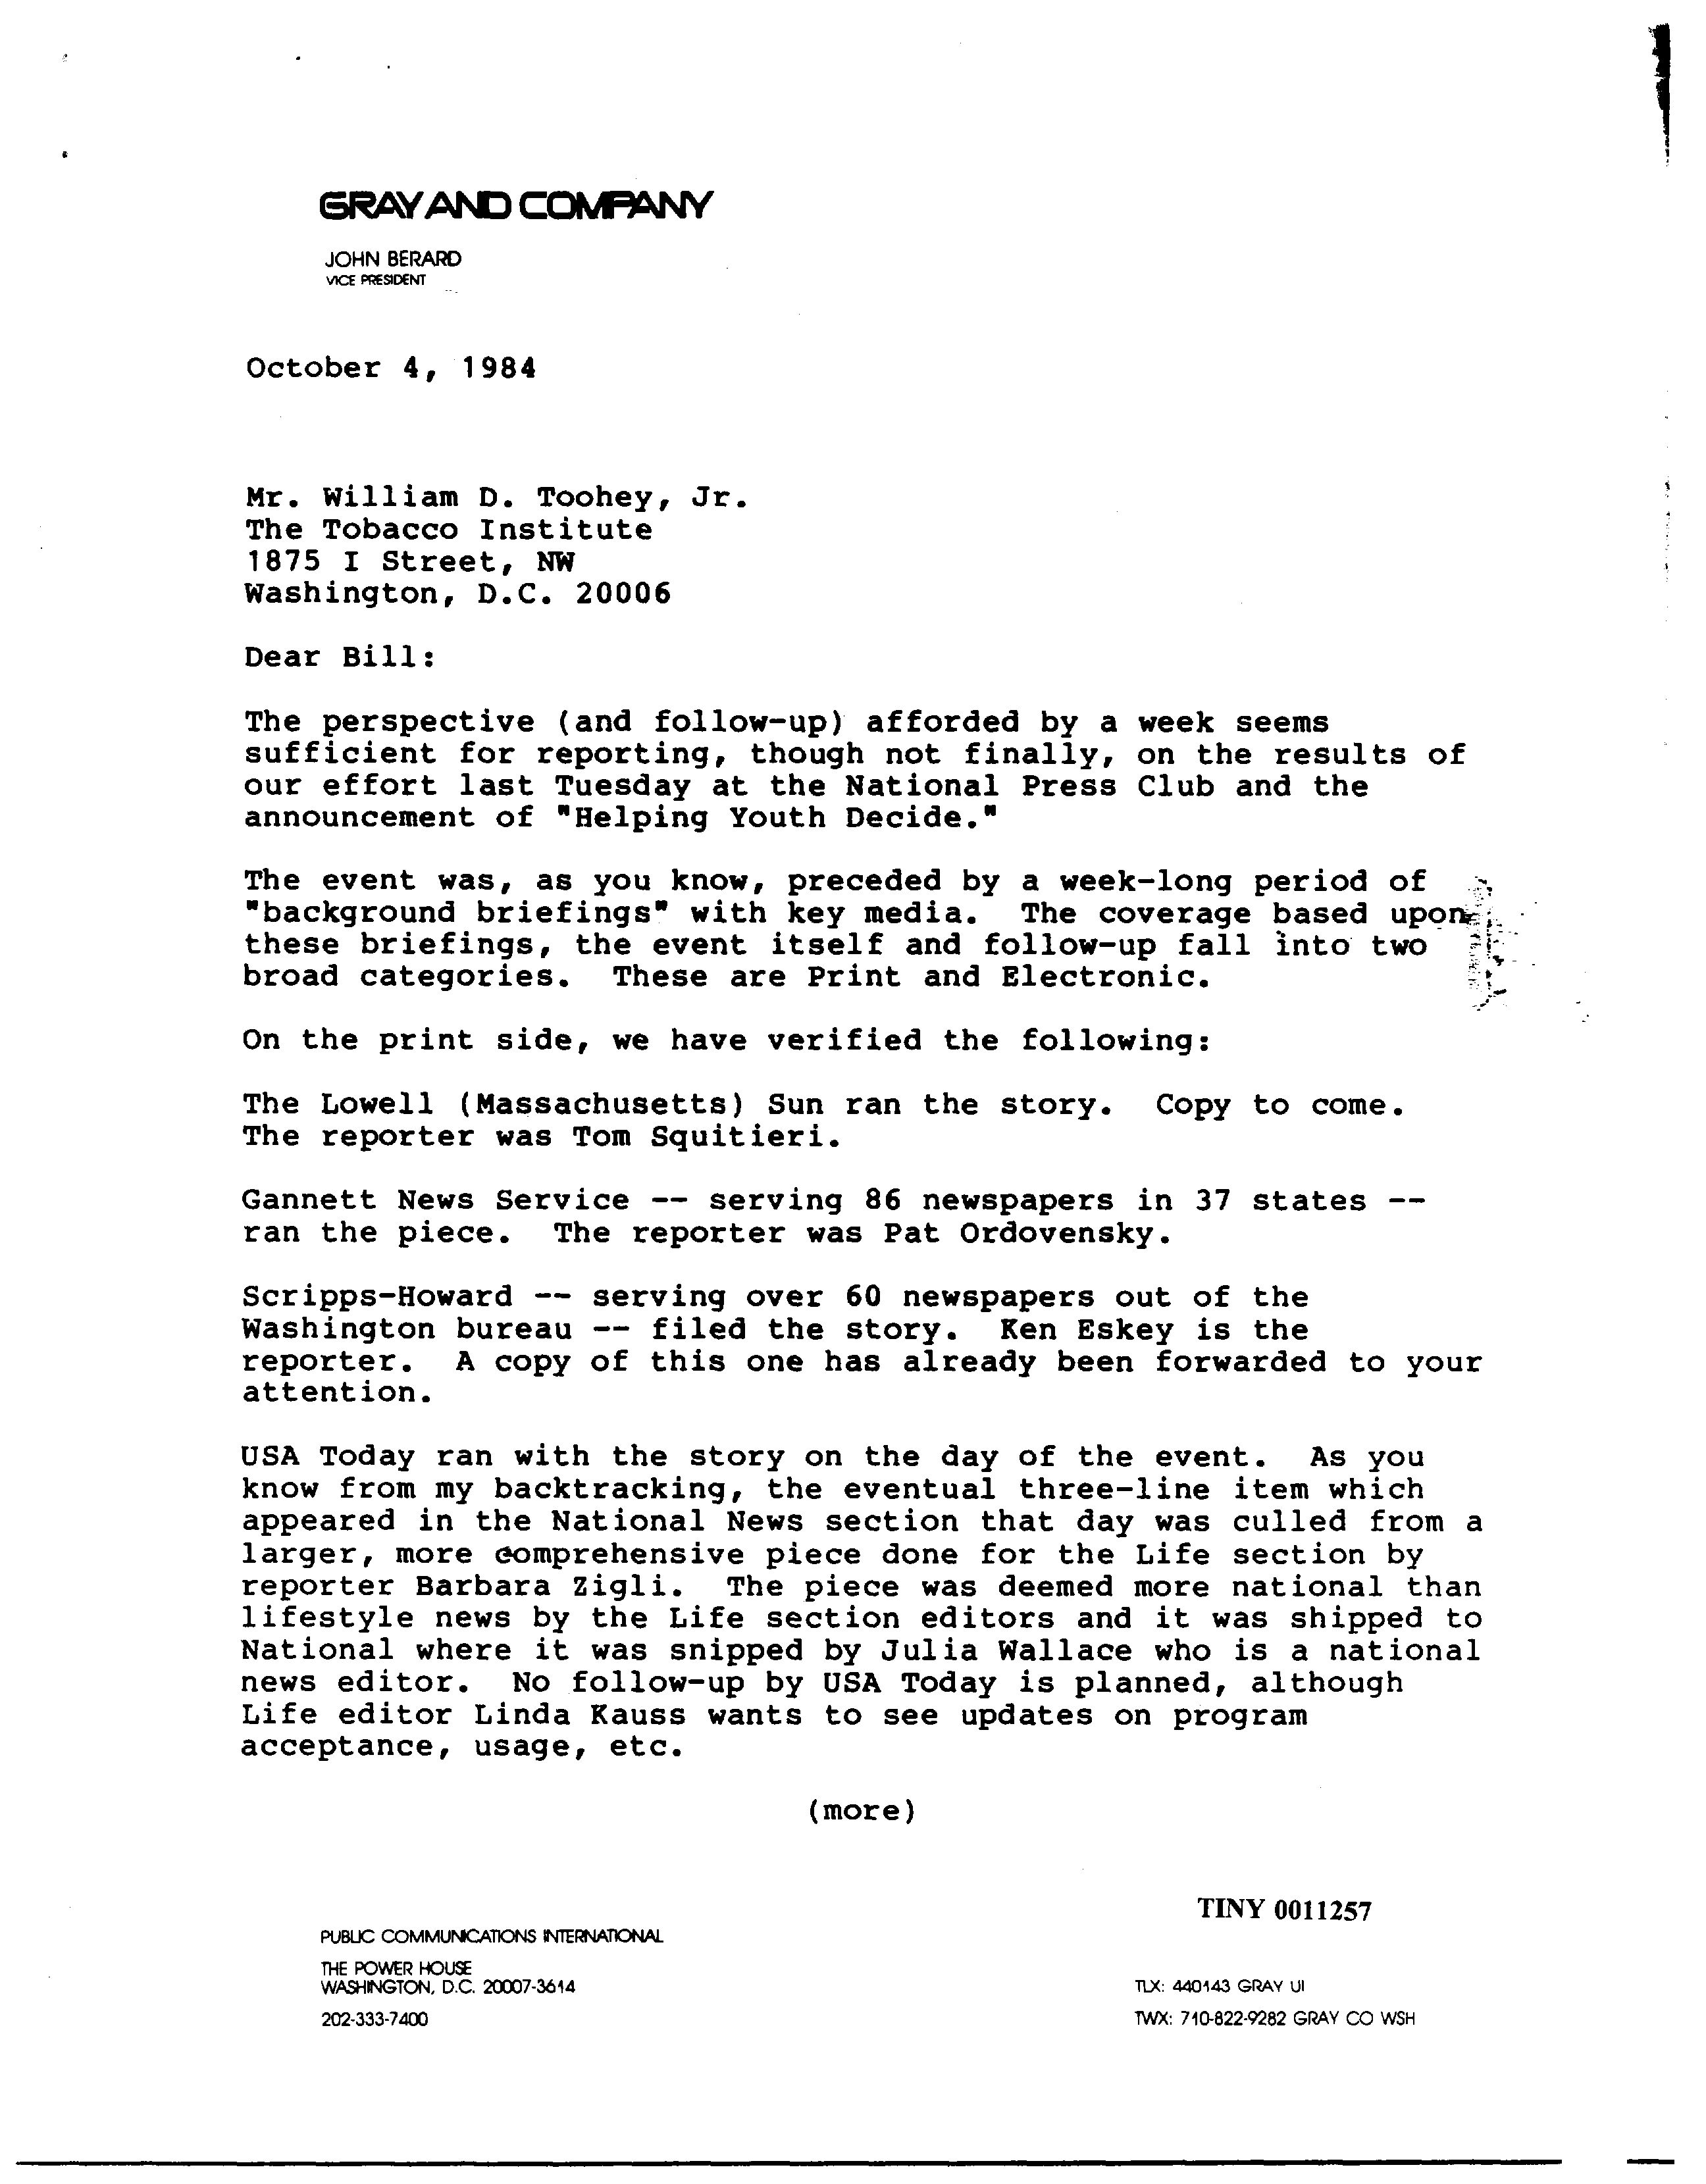 GRAY AND COMPANY
JOHN BERARD
VICE PRESIDENT
October 4, 1984
Mr. William D. Toohey, Jr.
The Tobacco Institute
1875 I Street, NW
Washington, D.C. 20006
Dear Bill:
The perspective (and follow-up) afforded by a week seems
sufficient for reporting, though not finally, on the results of
our effort last Tuesday at the National Press Club and the
announcement of "Helping Youth Decide."
The event was, as you know, preceded by a week-long period of
"background briefings" with key media. The coverage based upon
these briefings, the event itself and follow-up fall into two
broad categories. These are Print and Electronic.
On the print side, we have verified the following:
The Lowell (Massachusetts) Sun ran the story. Copy to come.
The reporter was Tom Squitieri.
Gannett News Service -- serving 86 newspapers in 37 states --
ran the piece. The reporter was Pat Ordovensky.
Scripps-Howard -- serving over 60 newspapers out of the
Washington bureau -- filed the story. Ken Eskey is the
reporter. A copy of this one has already been forwarded to your
attention.
USA Today ran with the story on the day of the event. As you
know from my backtracking, the eventual three-line item which
appeared in the National News section that day was culled from a
larger, more comprehensive piece done for the Life section by
reporter Barbara Zigli. The piece was deemed more national than
lifestyle news by the Life section editors and it was shipped to
National where it was snipped by Julia Wallace who is a national
news editor. No follow-up by USA Today is planned, although
Life editor Linda Kauss wants to see updates on program
acceptance, usage, etc.
(more)
TINY 0011257
PUBLIC COMMUNICATIONS INTERNATIONAL
THE POWER HOUSE
WASHINGTON, D.C. 20007-3614
202-333-7400
TLX: 440143 GRAY UI
TWX: 710-822-9282 GRAY CO WSH